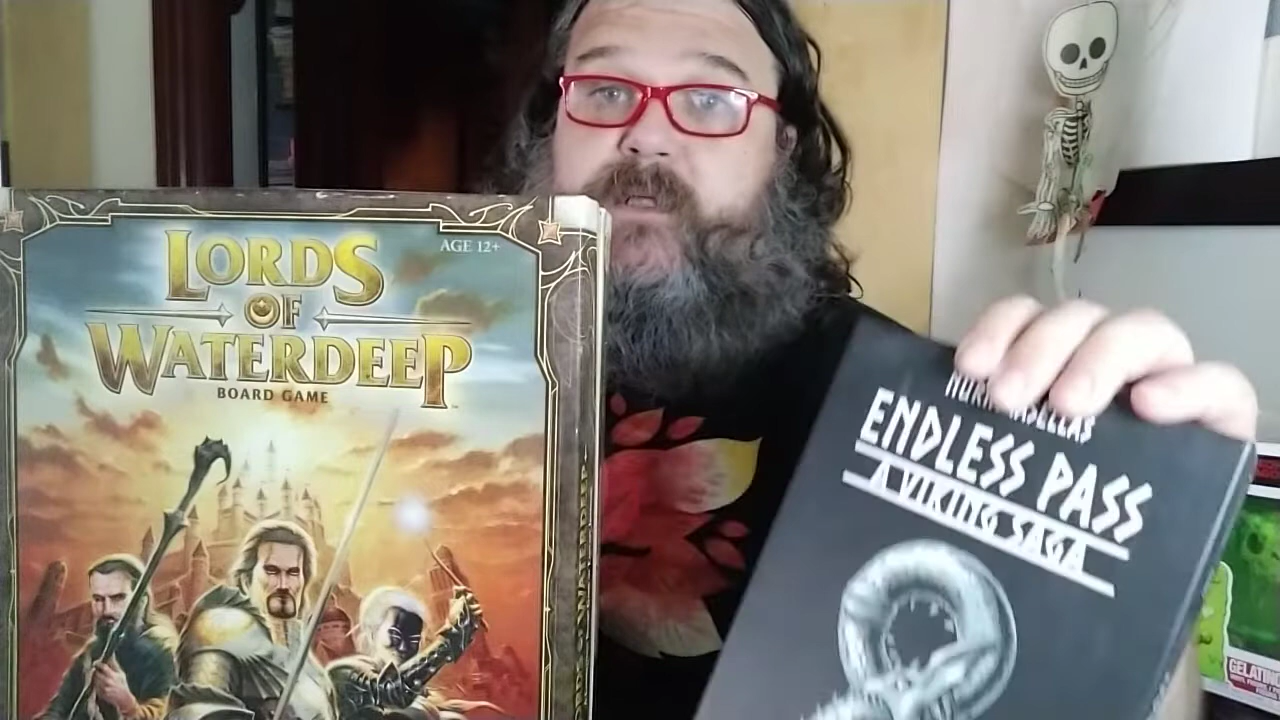 LORDS
OF
WATERDEEP
BOARD GAME
AGE 12+
ENDLESS PASS
A VIKING SAGA